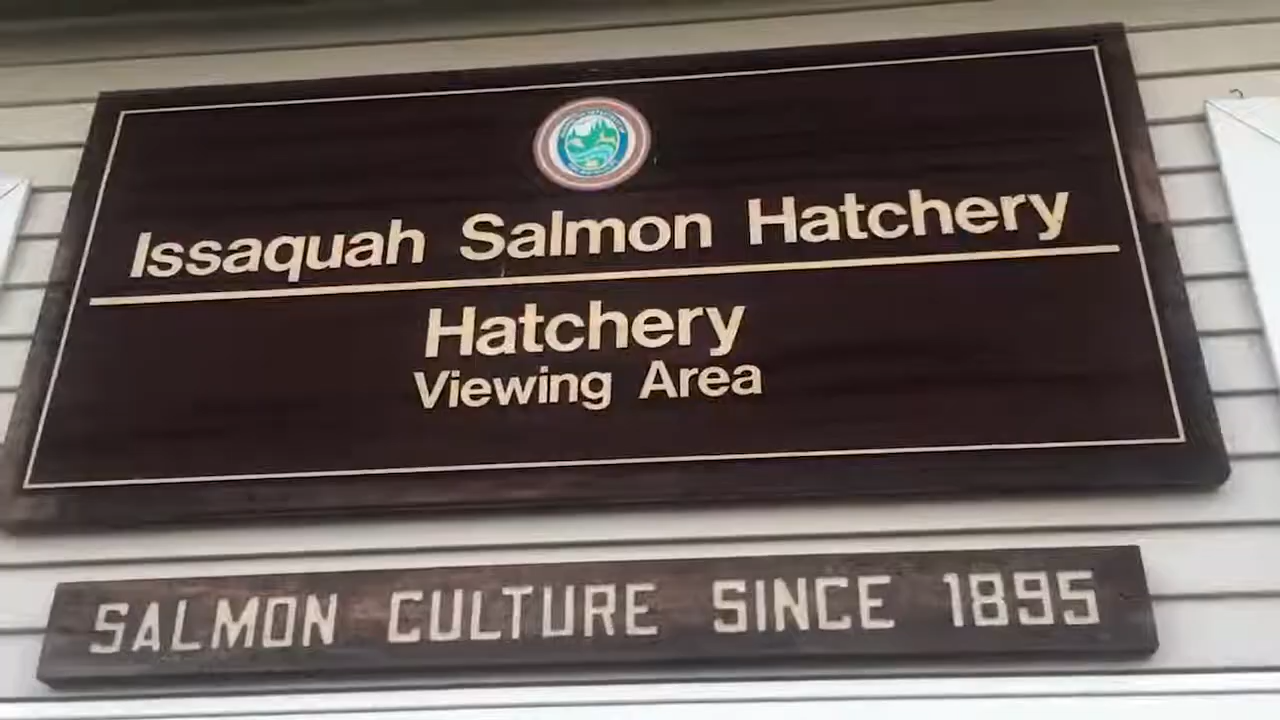 Issaquah Salmon Hatchery
Hatchery
Viewing Area
SALMON CULTURE SINCE 1895